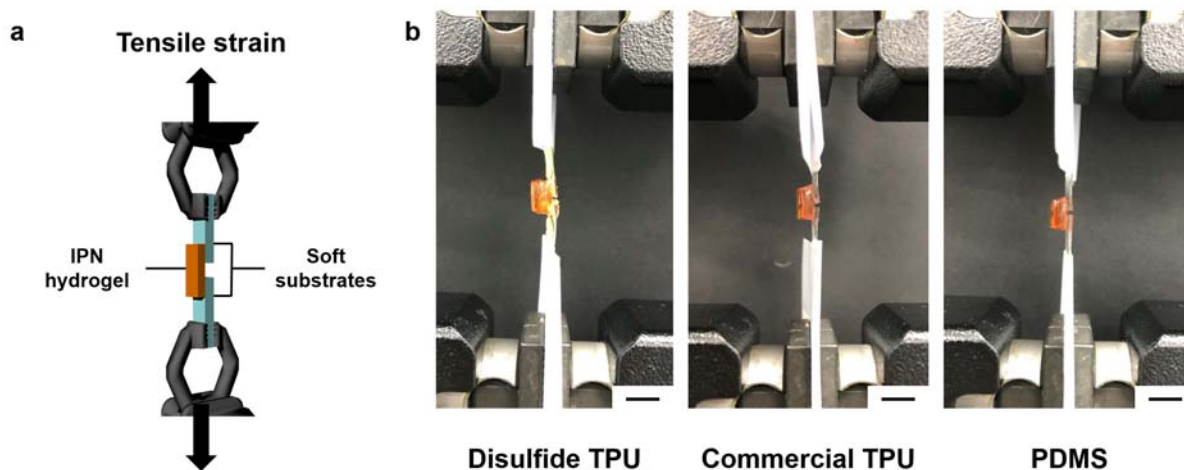 a
Tensile strain
IPN
hydrogel
Soft
substrates
b
Disulfide TPU
Commercial TPU
PDMS